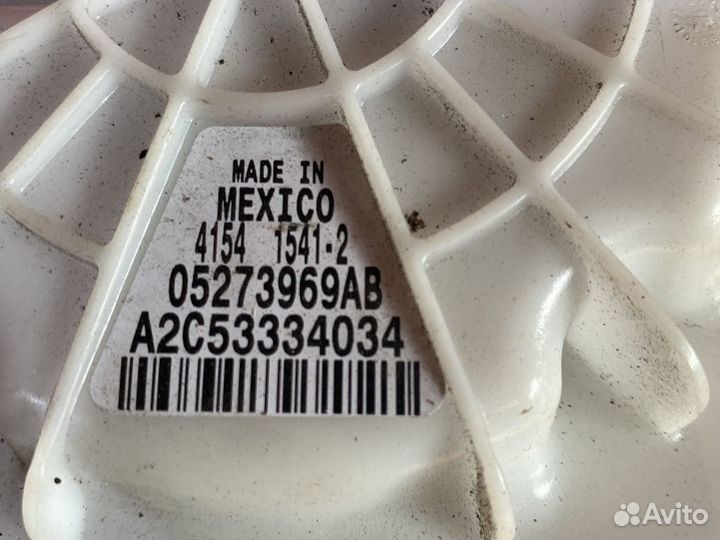 MADE IN
MEXICO
4154 1541-2
05273969AB
A2C53334034
Avito